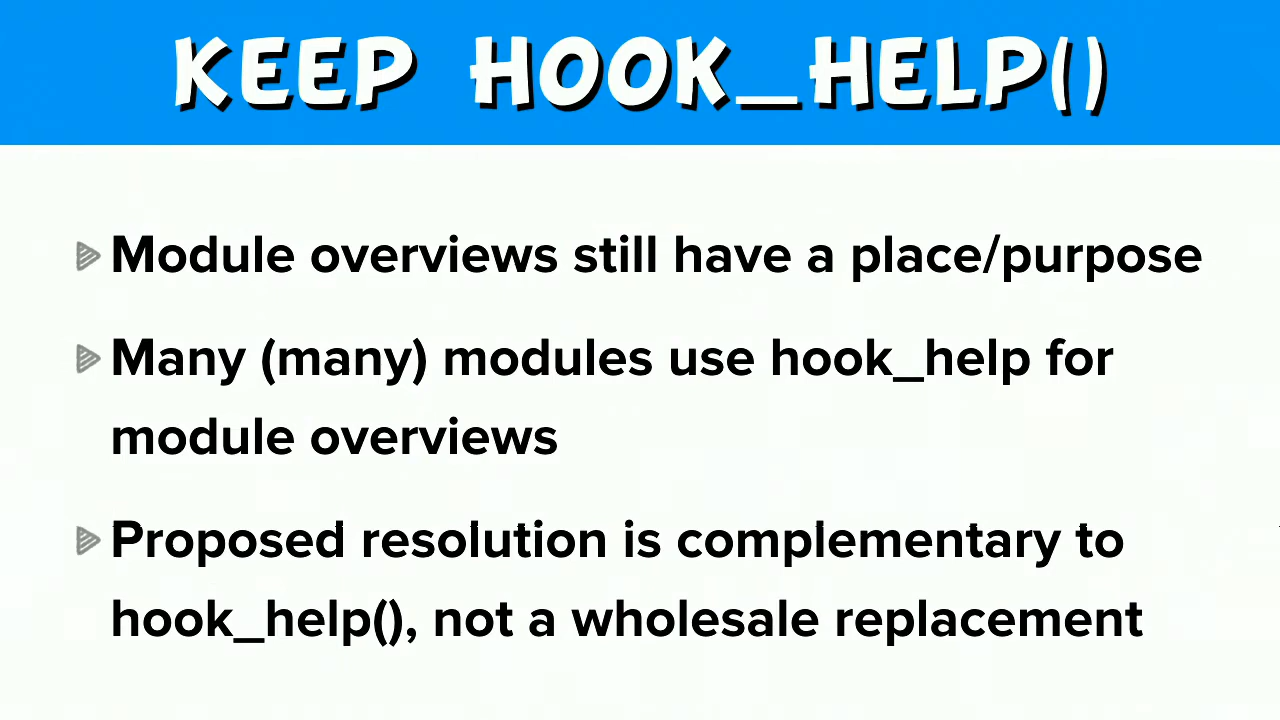 KEEP HOOK_HELP()
Module overviews still have a place/purpose
Many (many) modules use hook_help for
module overviews
Proposed resolution is complementary to
hook_help(), not a wholesale replacement